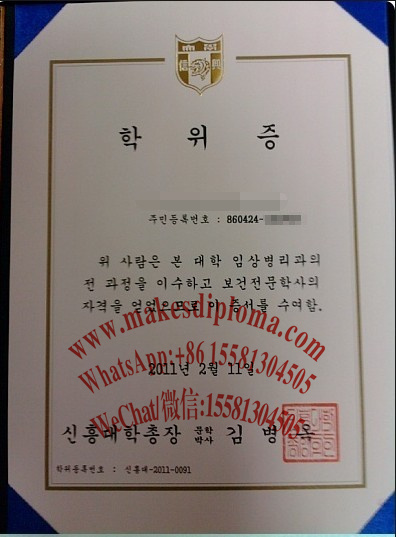 학 위 증
주민등록번호 : 860424-
위 사람은 본 대학 임상병리과의
전 과정을 이수하고 보건전문학사의
자격을 얻었으므로 이 증서를 수여함.
www.makesdiploma.com
WhatsApp:+86 15581304505
2011년 2월 11일
WeChat/微信:15581304505
신흥대학총장 문학박사 김 병 옥
학위등록번호 : 신흥대-2011-0091